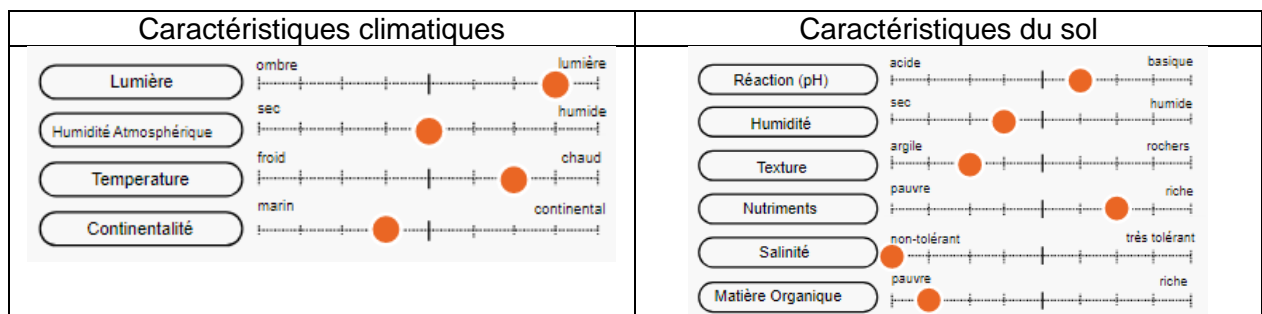 Caractéristiques climatiques
Lumière
ombre
lumière
Humidité Atmosphérique
sec
humide
Temperature
froid
chaud
Continentalité
marin
continental
Caractéristiques du sol
Réaction (pH)
acide
basique
Humidité
sec
humide
Texture
argile
rochers
Nutriments
pauvre
riche
Salinité
non-tolérant
très tolérant
Matière Organique
pauvre
riche